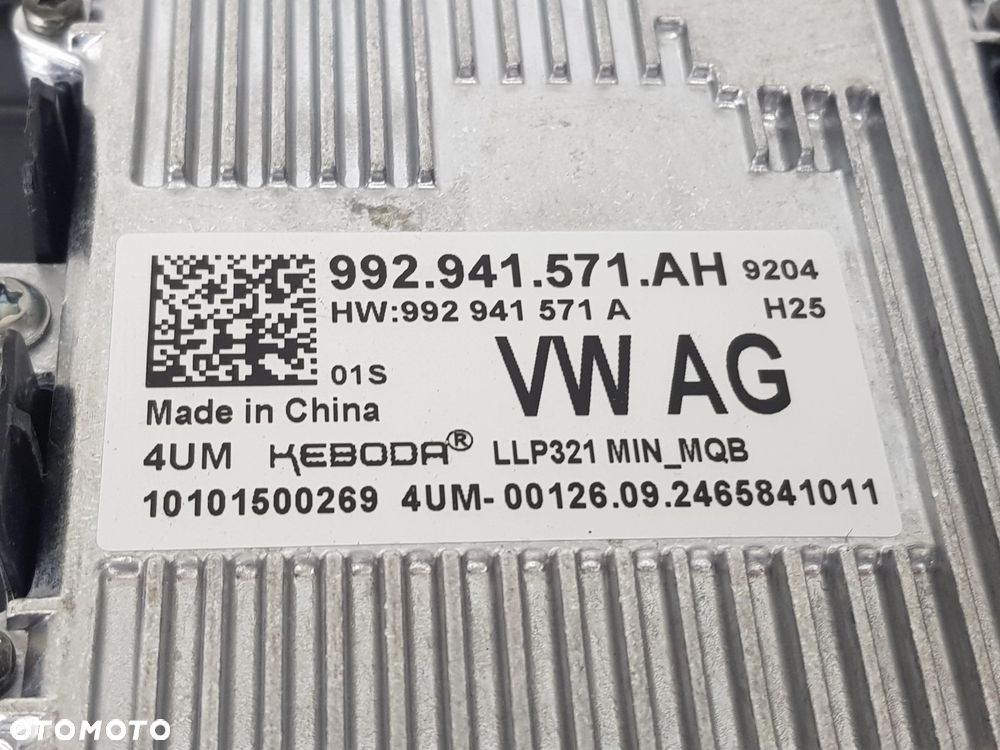 992.941.571.AH 9204
HW:992 941 571 A H25
01S VW AG
Made in China
4UM KEBODA® LLP321 MIN_MQB
10101500269 4UM-00126.09.2465841011
OTOMOTO